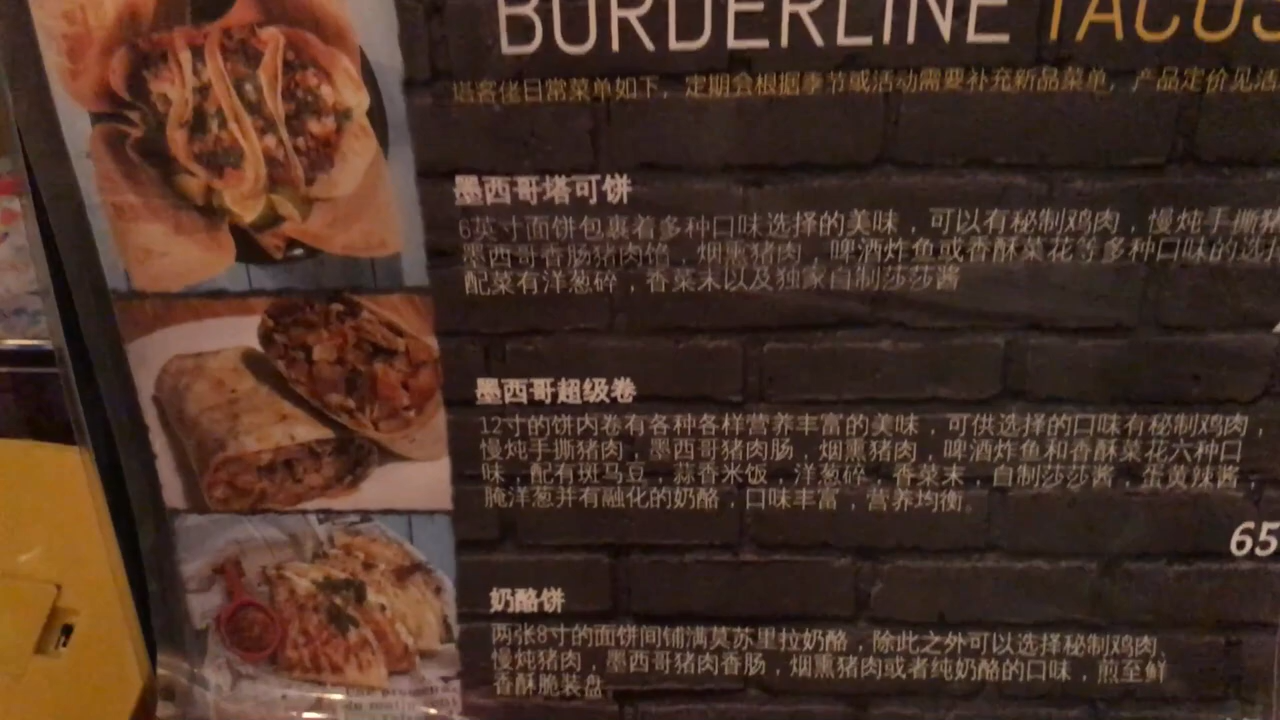 BORDERLINE TACOS
塔客佬日常菜单如下，定期会根据季节或活动需要补充新品菜单，产品定价见酒
墨西哥塔可饼
6英寸面饼包裹着多种口味选择的美味，可以有秘制鸡肉，慢炖手撕猪
墨西哥香肠猪肉馅，烟熏猪肉，啤酒炸鱼或香酥菜花等多种口味的选择
配菜有洋葱碎，香菜末以及独家自制莎莎酱
墨西哥超级卷
12寸的饼内卷有各种各样营养丰富的美味，可供选择的口味有秘制鸡肉，
慢炖手撕猪肉，墨西哥猪肉肠，烟熏猪肉，啤酒炸鱼和香酥菜花六种口
味，配有斑马豆，蒜香米饭，洋葱碎，香菜末，自制莎莎酱，蛋黄辣酱，
腌洋葱并有融化的奶酪，口味丰富，营养均衡。
65
奶酪饼
两张8寸的面饼间铺满莫苏里拉奶酪，除此之外可以选择秘制鸡肉、
慢炖猪肉，墨西哥猪肉香肠，烟熏猪肉或者纯奶酪的口味，煎至鲜
香酥脆装盘